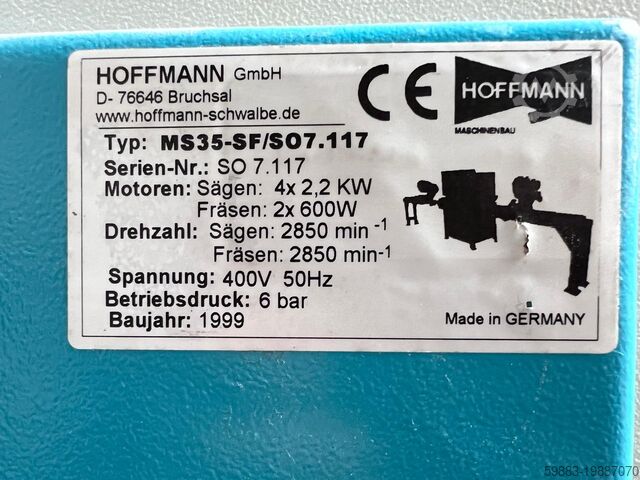 HOFFMANN GmbH
D- 76646 Bruchsal
www.hoffmann-schwalbe.de
CE
HOFFMANN
MASCHINENBAU
Typ: MS35-SF/SO7.117
Serien-Nr.: SO 7.117
Motoren: Sägen: 4x 2,2 KW
Fräsen: 2x 600W
Drehzahl: Sägen: 2850 min -1
Fräsen: 2850 min-1
Spannung: 400V 50Hz
Betriebsdruck: 6 bar
Baujahr: 1999
Made in GERMANY
59883-19887070